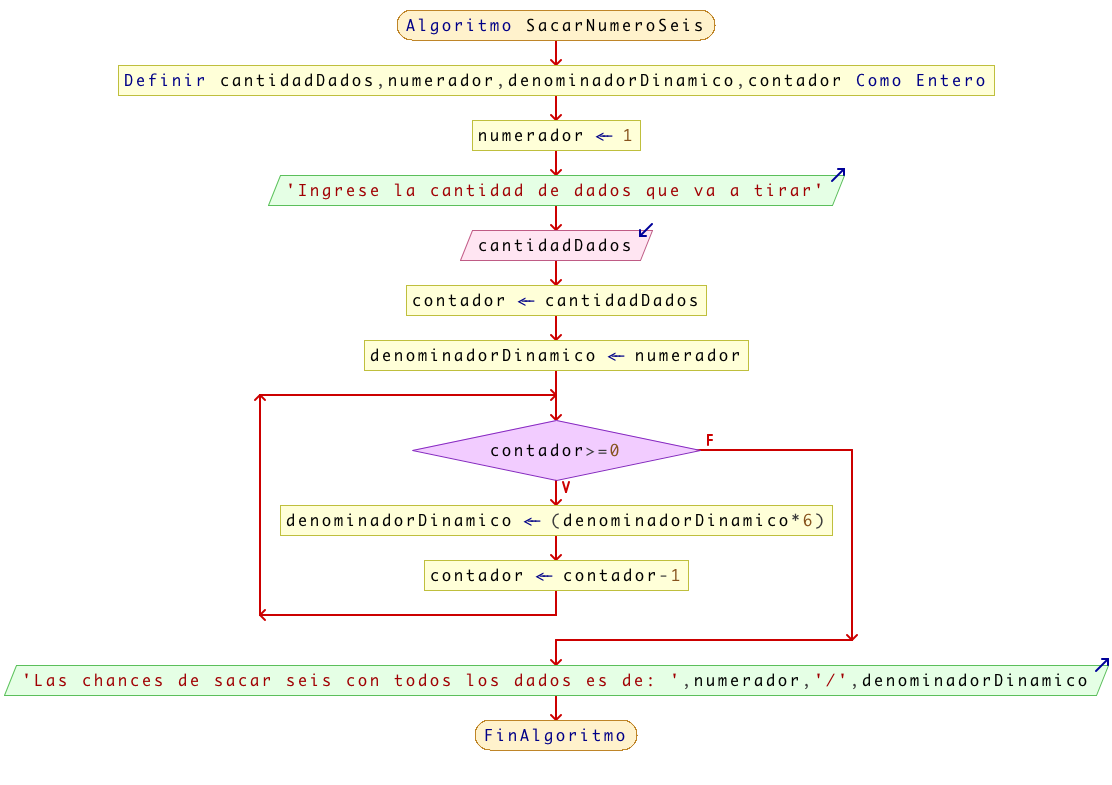 Algoritmo SacarNumeroSeis
Definir cantidadDados,numerador,denominadorDinamico,contador Como Entero
numerador ← 1
'Ingrese la cantidad de dados que va a tirar'
cantidadDados
contador ← cantidadDados
denominadorDinamico ← numerador
contador>=0
F
V
denominadorDinamico ← (denominadorDinamico*6)
contador ← contador-1
'Las chances de sacar seis con todos los dados es de: ',numerador,'/',denominadorDinamico
FinAlgoritmo